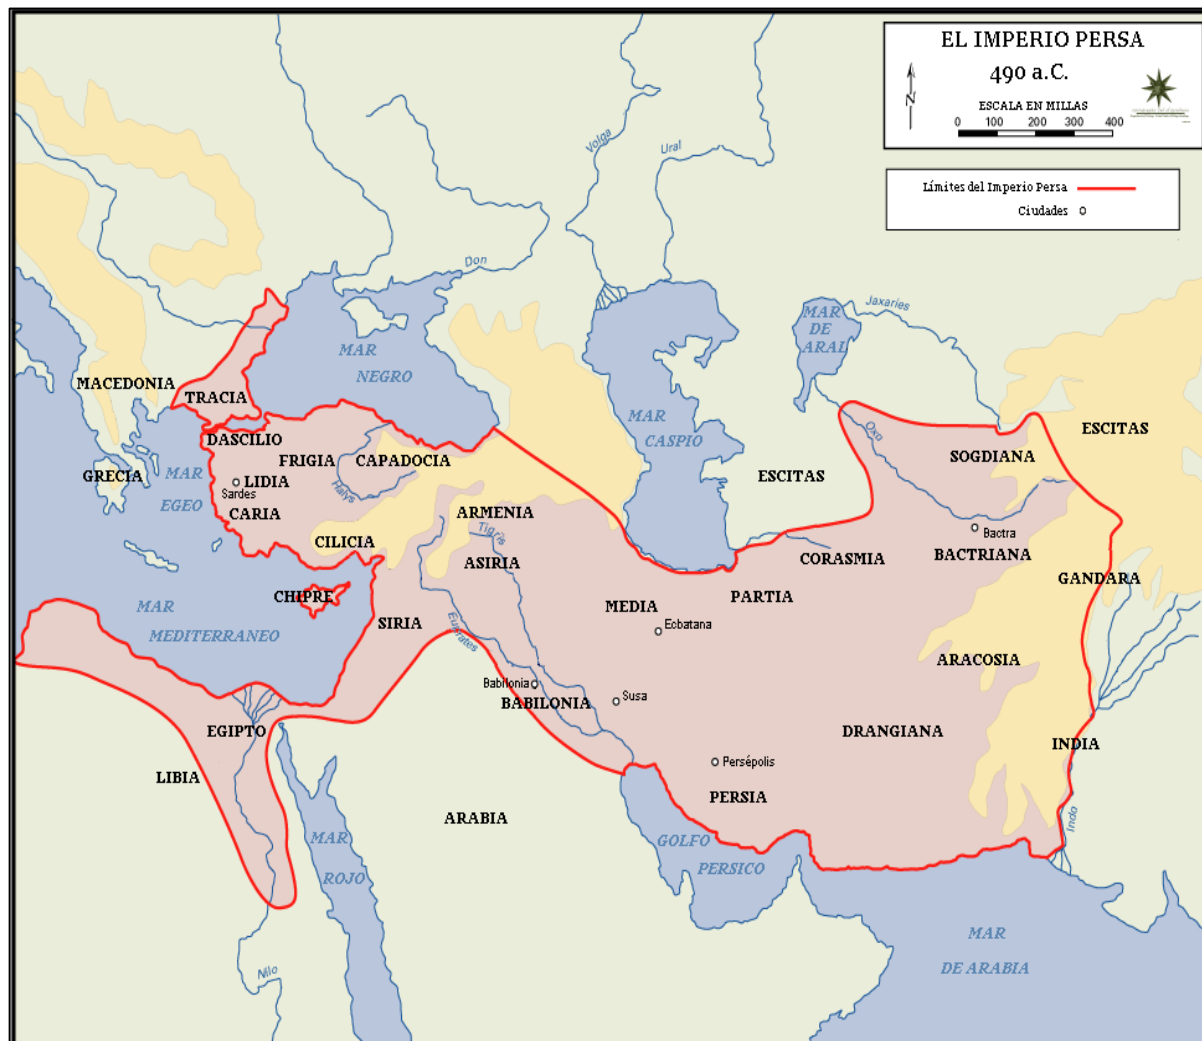 EL IMPERIO PERSA
490 a.C.
N
ESCALA EN MILLAS
0 100 200 300 400
Límites del Imperio Persa
Ciudades
Volga
Ural
Don
Jaxaries
MAR
DE
ARAL
MAR
NEGRO
MACEDONIA
TRACIA
MAR
CASPIO
ESCITAS
Oxo
DASCILIO
SOGDIANA
FRIGIA
CAPADOCIA
GRECIA
MAR
EGEO
LIDIA
Sardes
Halys
ESCITAS
CARIA
ARMENIA
Tigris
Bactra
CILICIA
ASIRIA
CORASMIA
BACTRIANA
GANDARA
CHIPRE
MAR
MEDITERRANEO
SIRIA
MEDIA
PARTIA
Eufrates
Ecbatana
ARACOSIA
Babilonia
BABILONIA
Susa
EGIPTO
DRANGIANA
INDIA
LIBIA
Persépolis
PERSIA
ARABIA
Indo
MAR
ROJO
GOLFO
PERSICO
MAR
DE ARABIA
Nilo